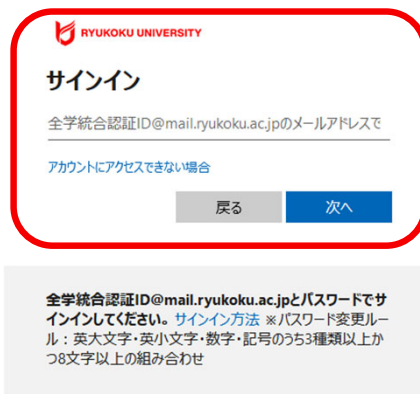 RYUKOKU UNIVERSITY
サインイン
全学統合認証ID@mail.ryukoku.ac.jpのメールアドレスで
アカウントにアクセスできない場合
戻る
次へ
全学統合認証ID@mail.ryukoku.ac.jpとパスワードでサ
インインしてください。サインイン方法 ※パスワード変更ルー
ル：英大文字・英小文字・数字・記号のうち3種類以上か
つ8文字以上の組み合わせ